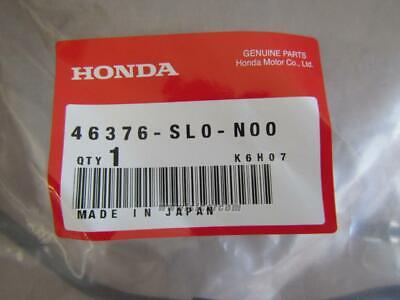 GENUINE PARTS
Honda Motor Co., Ltd.
HONDA
46376-SL0-N00
QTY 1 K6H07
MADE IN JAPAN